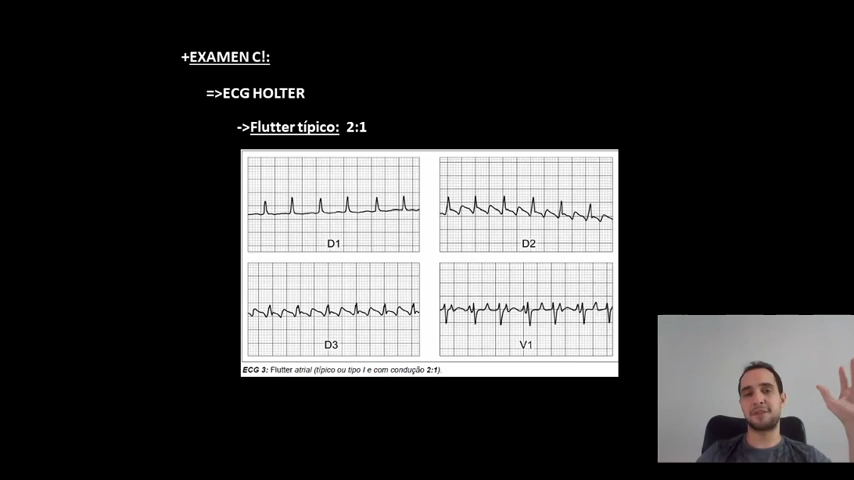 +EXAMEN C!:
=>ECG HOLTER
->Flutter típico: 2:1
D1
D2
D3
V1
ECG 3: Flutter atrial (típico ou tipo I e com condução 2:1).